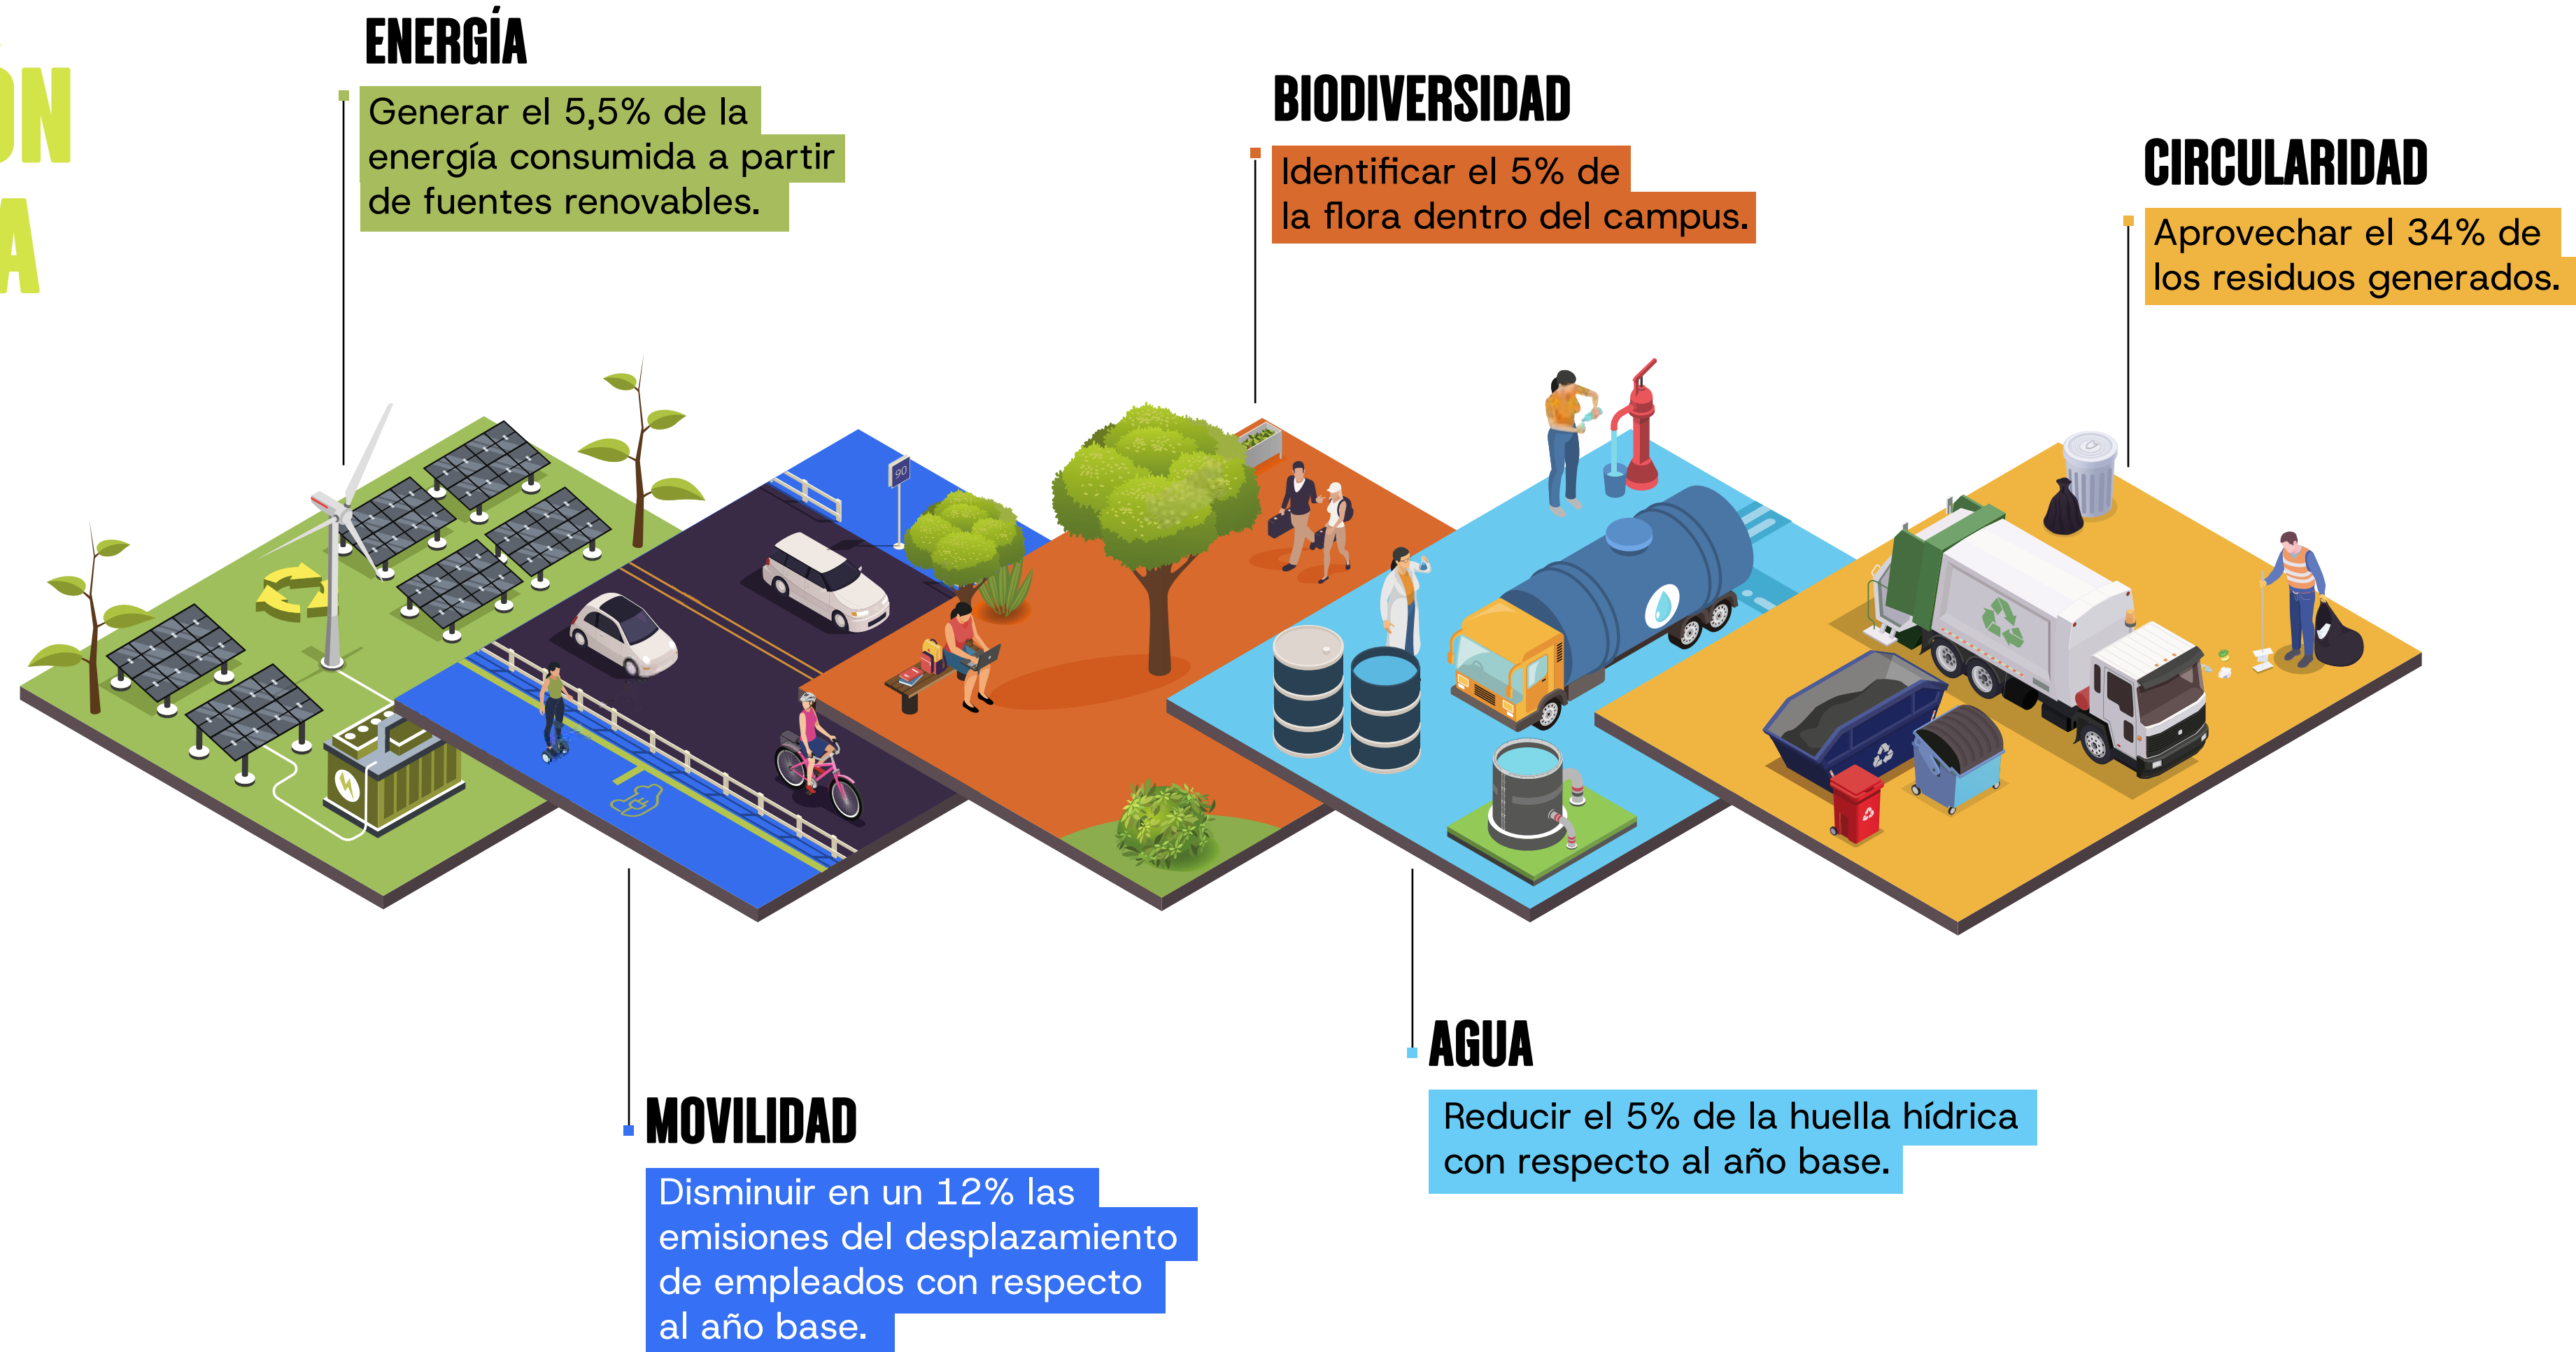 ÓN
A
ENERGÍA
Generar el 5,5% de la
energía consumida a partir
de fuentes renovables.
BIODIVERSIDAD
Identificar el 5% de
la flora dentro del campus.
CIRCULARIDAD
Aprovechar el 34% de
los residuos generados.
90
AGUA
Reducir el 5% de la huella hídrica
con respecto al año base.
MOVILIDAD
Disminuir en un 12% las
emisiones del desplazamiento
de empleados con respecto
al año base.